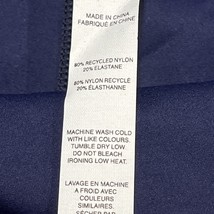 MADE IN CHINA
FABRIQUÉ EN CHINE
80% RECYCLED NYLON
20% ELASTANE
80% NYLON RECYCLÉ
20% ÉLASTHANNE
MACHINE WASH COLD
WITH LIKE COLOURS.
TUMBLE DRY LOW.
DO NOT BLEACH
IRONING LOW HEAT.
LAVAGE EN MACHINE
A FROID AVEC
COULEURS
SIMILAIRES.
SÉCHER PAR